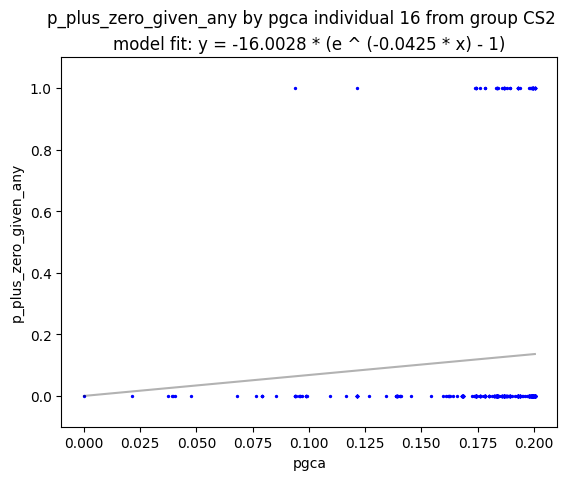 p_plus_zero_given_any by pgca individual 16 from group CS2
model fit: y = -16.0028 * (e ^ (-0.0425 * x) - 1)
1.0
0.8
0.6
0.4
0.2
0.0
p_plus_zero_given_any
0.000 0.025 0.050 0.075 0.100 0.125 0.150 0.175 0.200
pgca